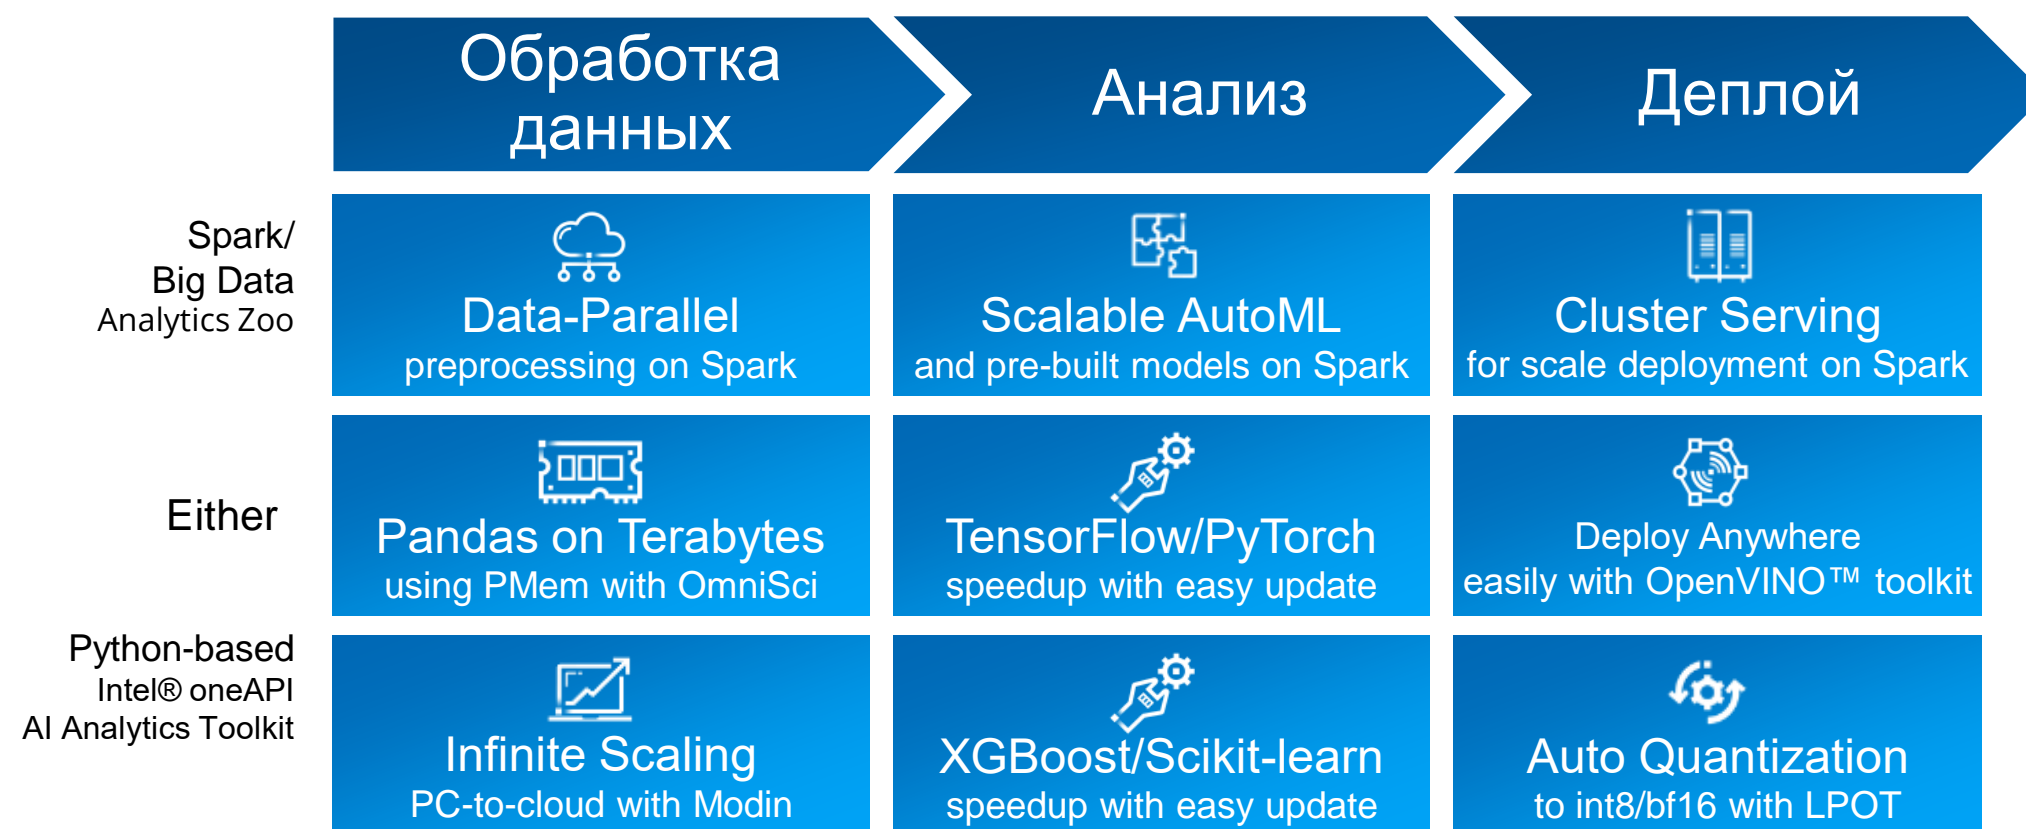 Обработка
данных
Анализ
Деплой
Spark/
Big Data
Analytics Zoo
Data-Parallel
preprocessing on Spark
Scalable AutoML
and pre-built models on Spark
Cluster Serving
for scale deployment on Spark
Either
Pandas on Terabytes
using PMem with OmniSci
TensorFlow/PyTorch
speedup with easy update
Deploy Anywhere
easily with OpenVINO™ toolkit
Python-based
Intel® oneAPI
AI Analytics Toolkit
Infinite Scaling
PC-to-cloud with Modin
XGBoost/Scikit-learn
speedup with easy update
Auto Quantization
to int8/bf16 with LPOT